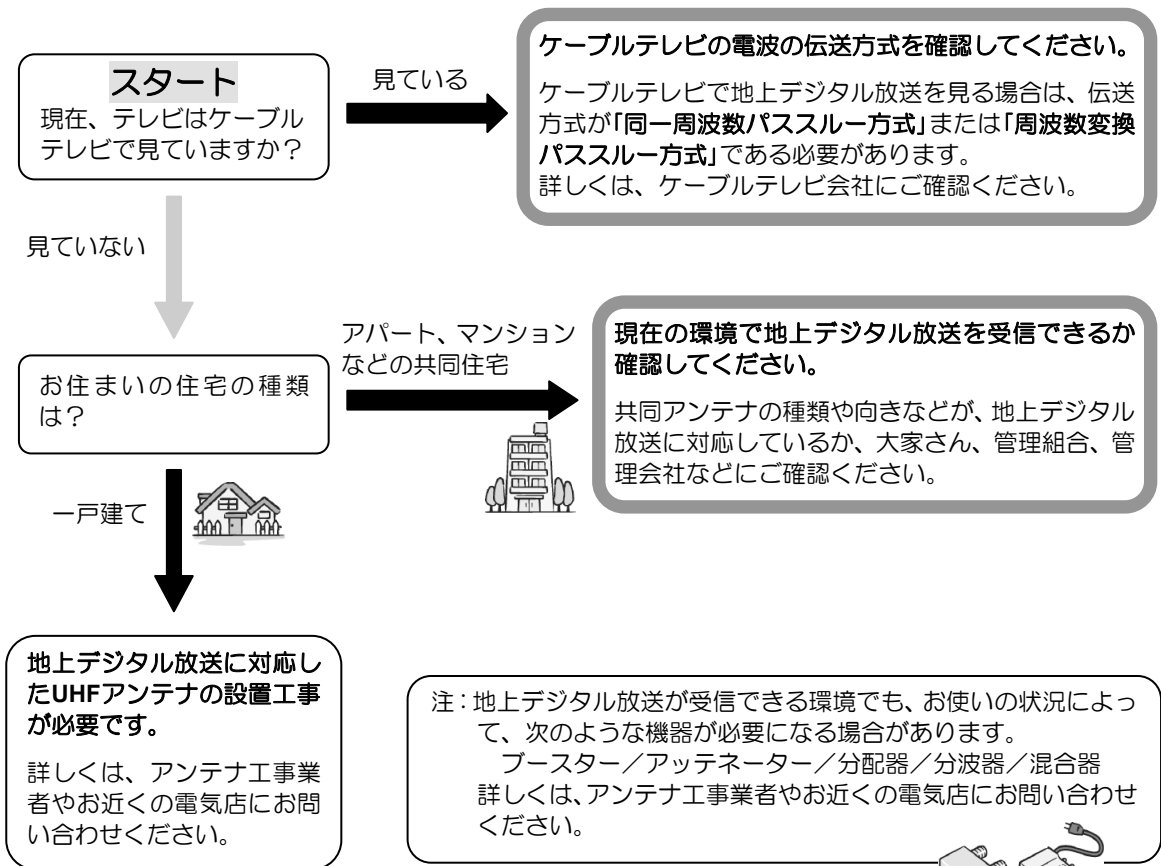 スタート
現在、テレビはケーブル
テレビで見ていますか？
見ている
ケーブルテレビの電波の伝送方式を確認してください。
ケーブルテレビで地上デジタル放送を見る場合は、伝送
方式が「同一周波数パススルー方式」または「周波数変換
パススルー方式」である必要があります。
詳しくは、ケーブルテレビ会社にご確認ください。
見ていない
お住まいの住宅の種類
は？
アパート、マンション
などの共同住宅
現在の環境で地上デジタル放送を受信できるか
確認してください。
共同アンテナの種類や向きなどが、地上デジタル
放送に対応しているか、大家さん、管理組合、管
理会社などにご確認ください。
一戸建て
地上デジタル放送に対応し
たUHFアンテナの設置工事
が必要です。
詳しくは、アンテナ工事業
者やお近くの電気店にお問
い合わせください。
注：地上デジタル放送が受信できる環境でも、お使いの状況によっ
て、次のような機器が必要になる場合があります。
ブースター／アッテネーター／分配器／分波器／混合器
詳しくは、アンテナ工事業者やお近くの電気店にお問い合わせ
ください。